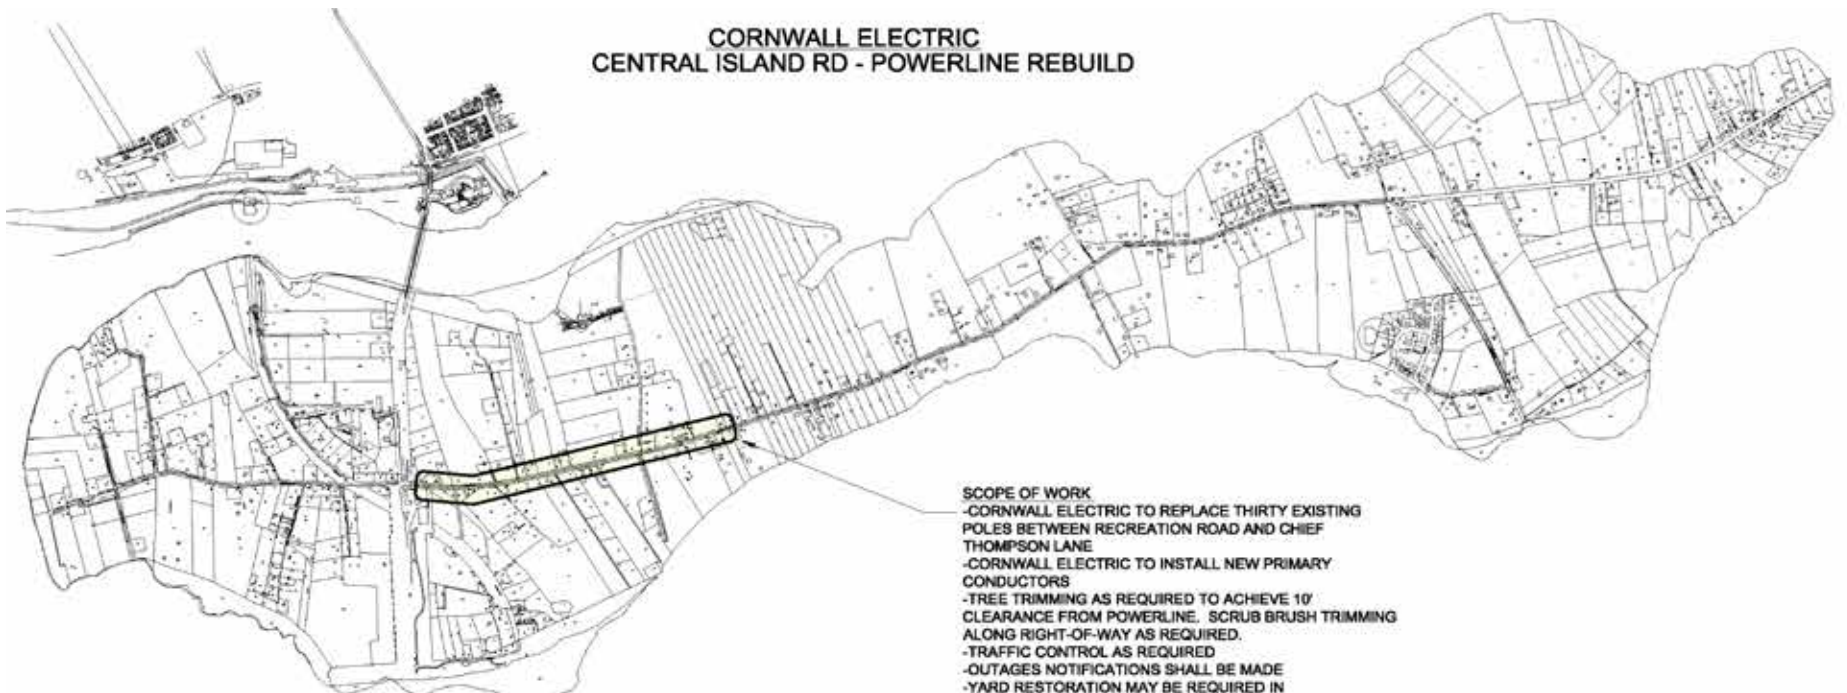 CORNWALL ELECTRIC
CENTRAL ISLAND RD - POWERLINE REBUILD
SCOPE OF WORK
-CORNWALL ELECTRIC TO REPLACE THIRTY EXISTING
POLES BETWEEN RECREATION ROAD AND CHIEF
THOMPSON LANE
-CORNWALL ELECTRIC TO INSTALL NEW PRIMARY
CONDUCTORS
-TREE TRIMMING AS REQUIRED TO ACHIEVE 10'
CLEARANCE FROM POWERLINE. SCRUB BRUSH TRIMMING
ALONG RIGHT-OF-WAY AS REQUIRED.
-TRAFFIC CONTROL AS REQUIRED
-OUTAGES NOTIFICATIONS SHALL BE MADE
-YARD RESTORATION MAY BE REQUIRED IN